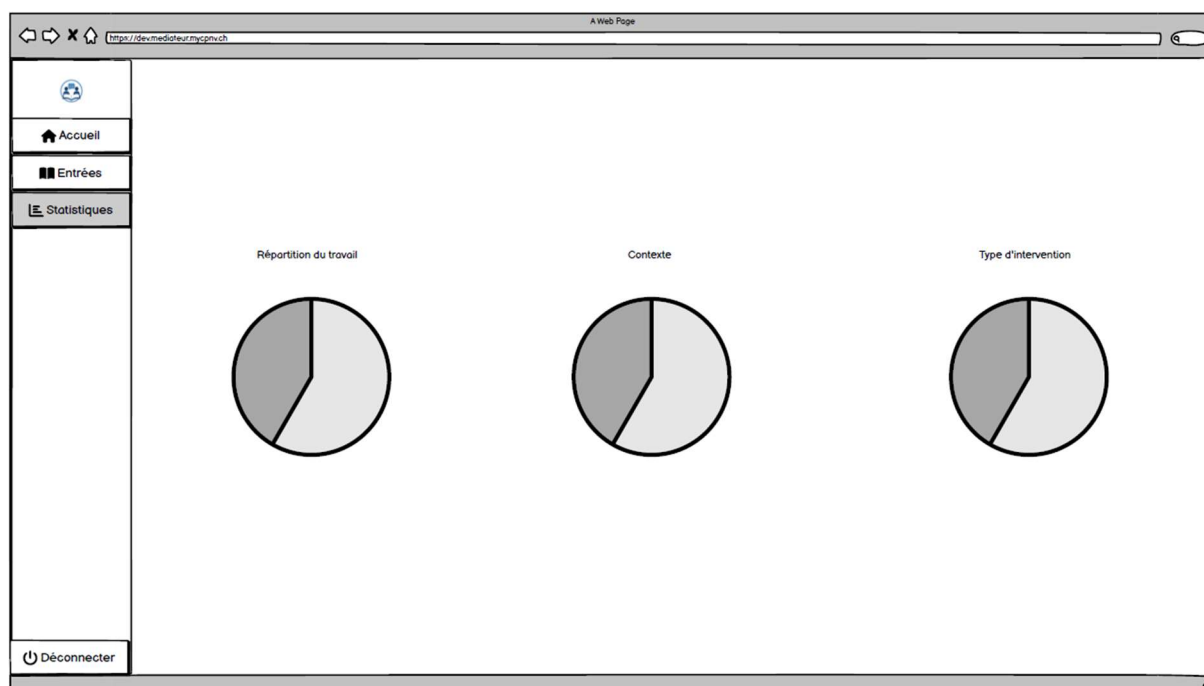 A Web Page
https://dev.mediateur.mycpnv.ch
Accueil
Entrées
Statistiques
Répartition du travail
Contexte
Type d'intervention
Déconnecter